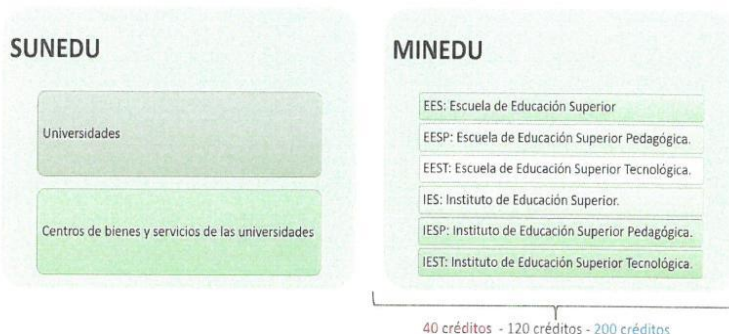 SUNEDU
Universidades
Centros de bienes y servicios de las universidades
MINEDU
EES: Escuela de Educación Superior
EESP: Escuela de Educación Superior Pedagógica.
EEST: Escuela de Educación Superior Tecnológica.
IES: Instituto de Educación Superior.
IESP: Instituto de Educación Superior Pedagógica.
IEST: Instituto de Educación Superior Tecnológica.
40 créditos - 120 créditos - 200 créditos